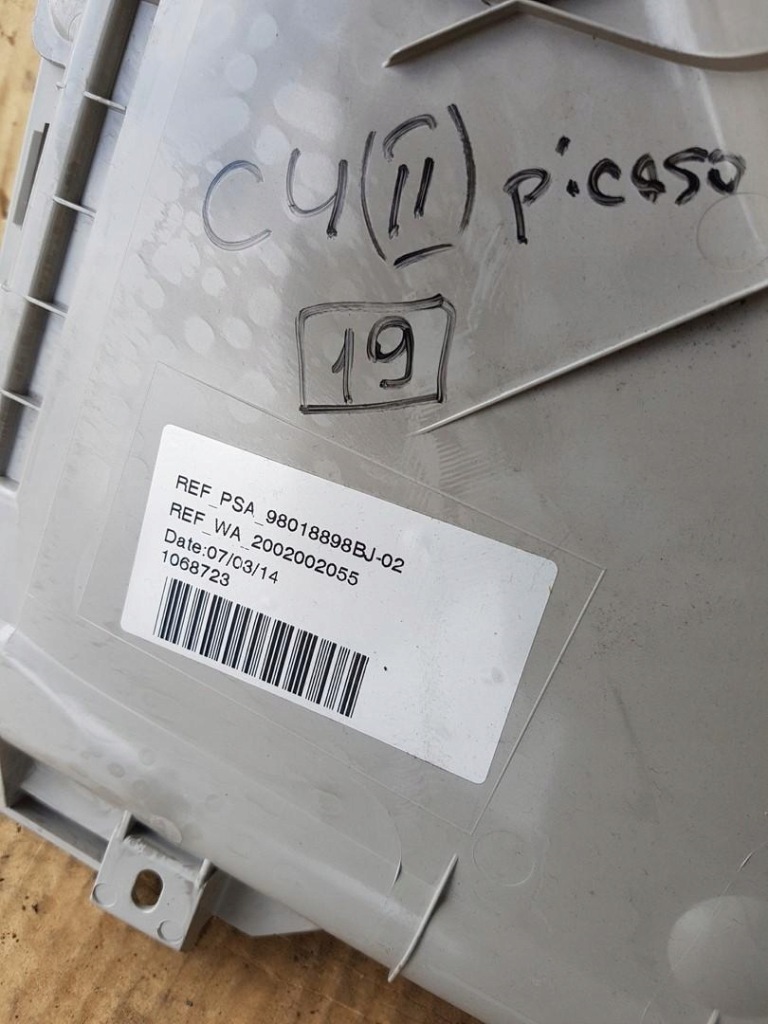 C4 (II) picaso
19
REF_PSA_98018898BJ-02
REF_WA_2002002055
Date:07/03/14
1068723